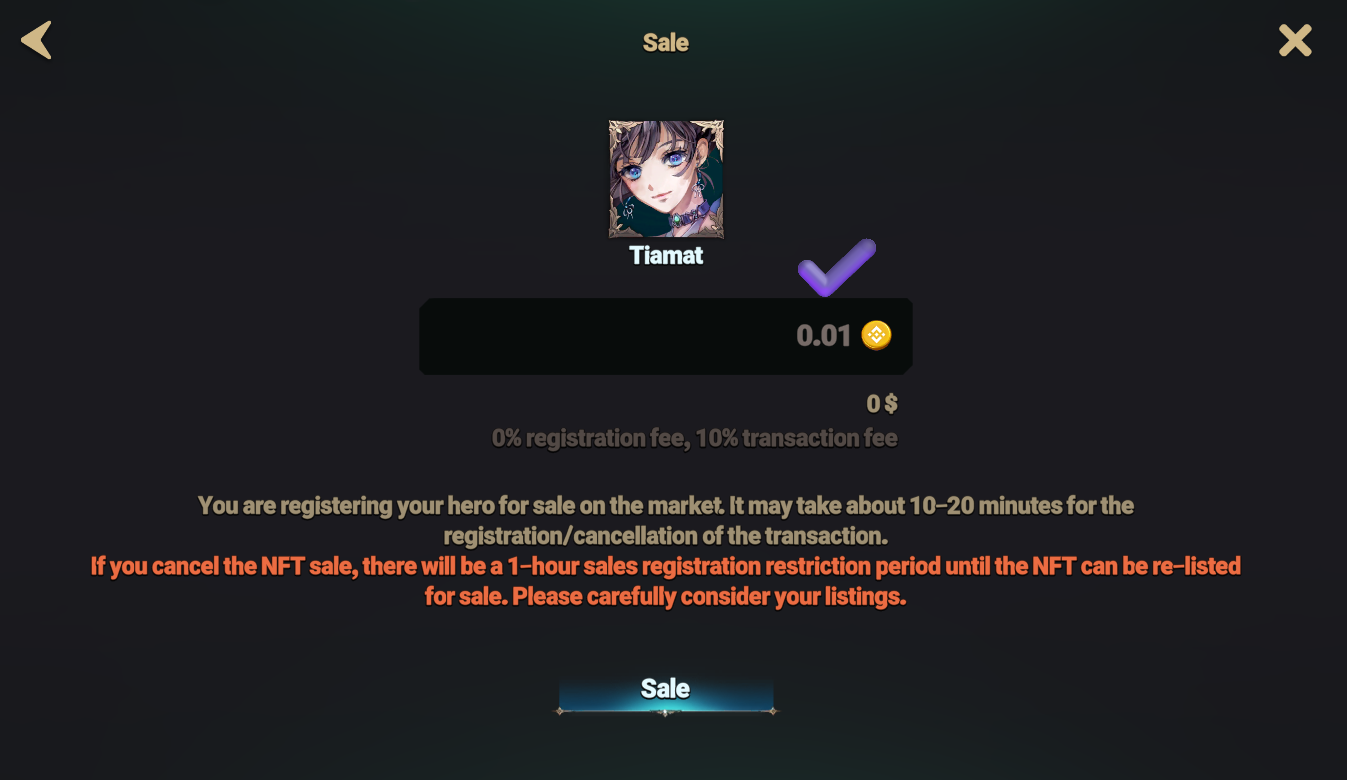 Sale
Tiamat
0.01
0 $
0% registration fee, 10% transaction fee
You are registering your hero for sale on the market. It may take about 10-20 minutes for the
registration/cancellation of the transaction.
If you cancel the NFT sale, there will be a 1-hour sales registration restriction period until the NFT can be re-listed
for sale. Please carefully consider your listings.
Sale